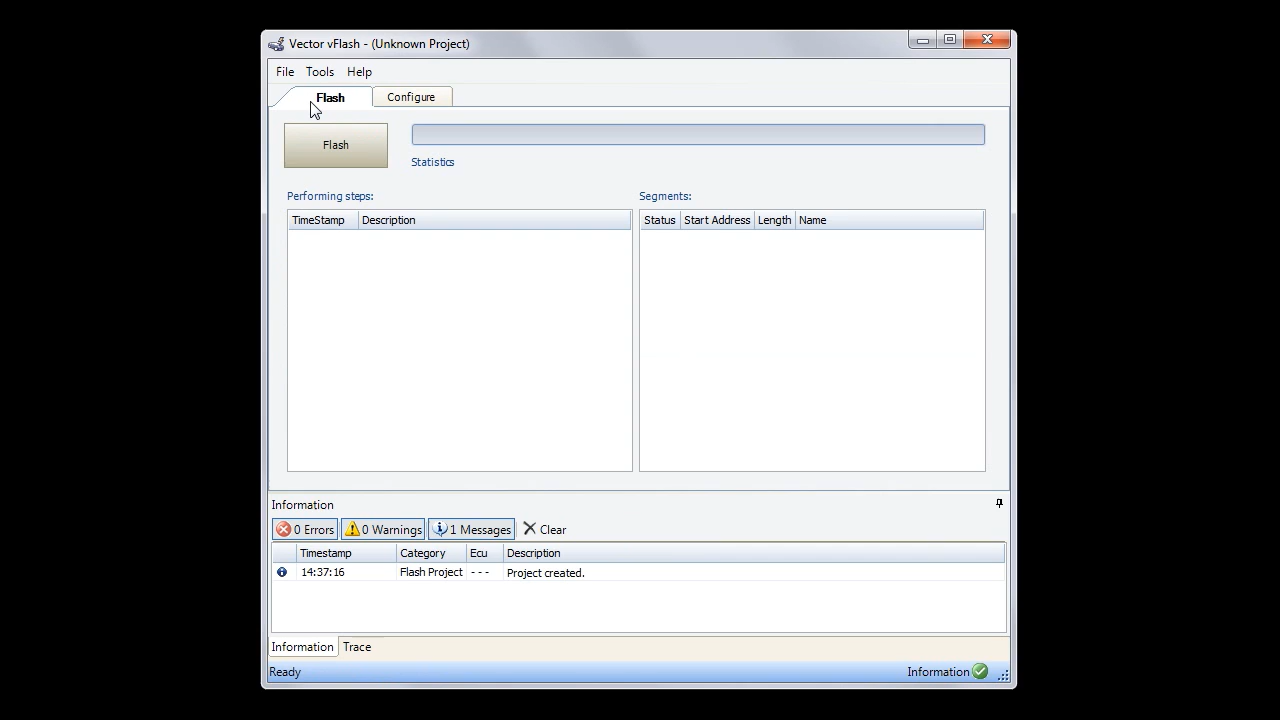 Vector vFlash - (Unknown Project)
File Tools Help
Flash Configure
Flash
Statistics
Performing steps: Segments:
TimeStamp Description Status Start Address Length Name
Information
0 Errors 0 Warnings 1 Messages Clear
Timestamp Category Ecu Description
14:37:16 Flash Project - - - Project created.
Information Trace
Ready Information